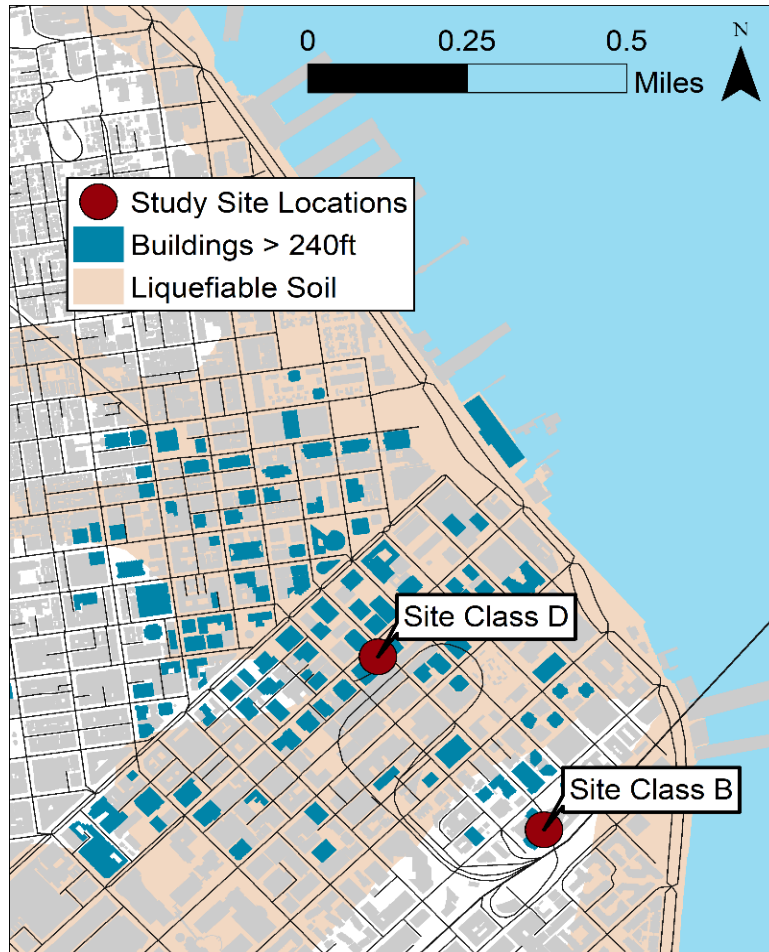 0 0.25 0.5
Miles
N
Study Site Locations
Buildings > 240ft
Liquefiable Soil
Site Class D
Site Class B